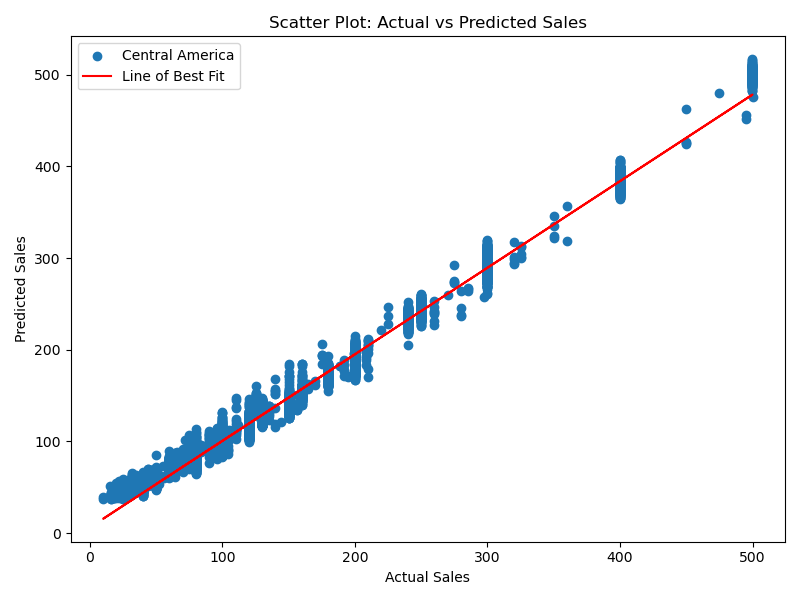 Scatter Plot: Actual vs Predicted Sales
Central America
Line of Best Fit
500
400
300
200
100
0
Predicted Sales
0 100 200 300 400 500
Actual Sales